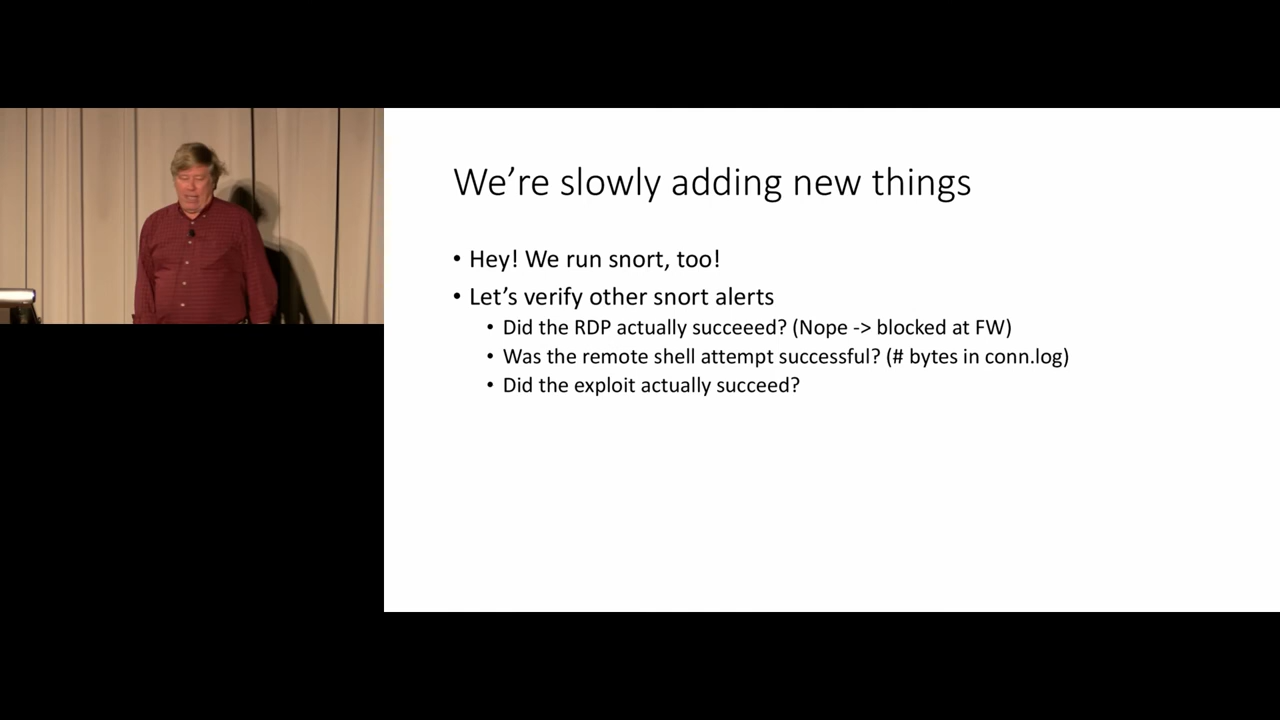 We’re slowly adding new things
• Hey! We run snort, too!
• Let’s verify other snort alerts
• Did the RDP actually succeeed? (Nope -> blocked at FW)
• Was the remote shell attempt successful? (# bytes in conn.log)
• Did the exploit actually succeed?